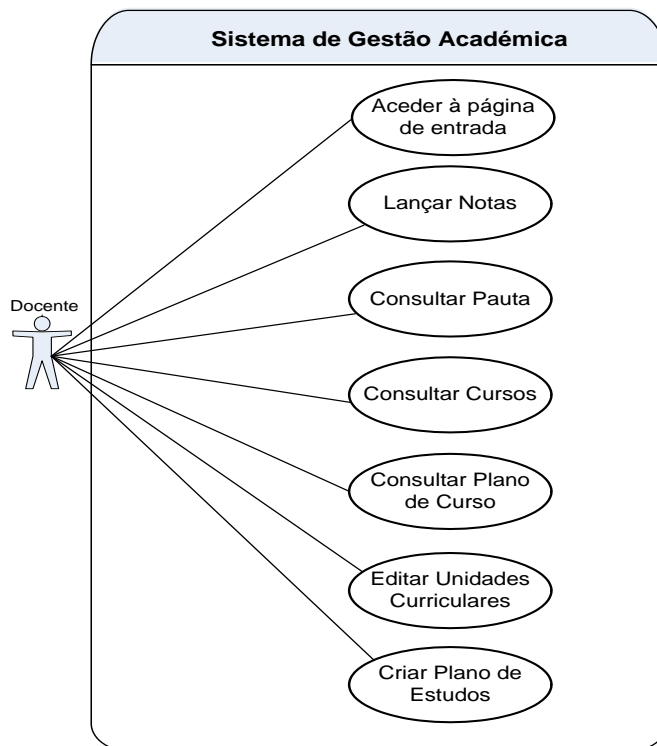 Sistema de Gestão Académica
Aceder à página
de entrada
Lançar Notas
Consultar Pauta
Docente
Consultar Cursos
Consultar Plano
de Curso
Editar Unidades
Curriculares
Criar Plano de
Estudos